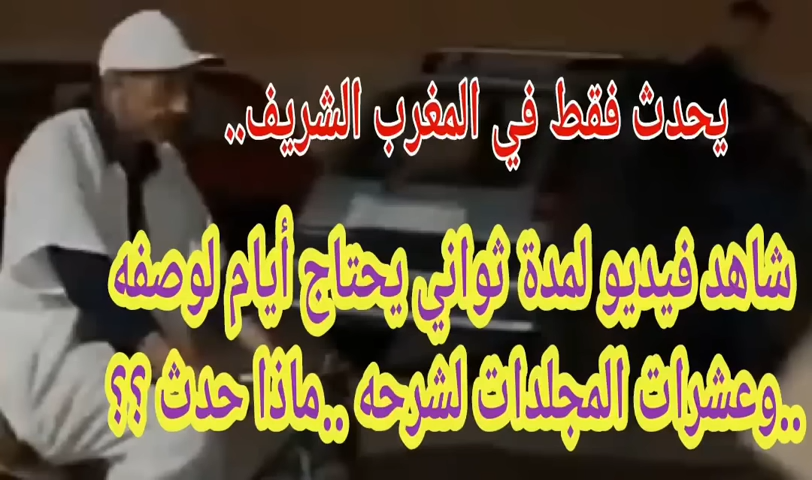 يحدث فقط في المغرب الشريف..
شاهد فيديو لمدة ثواني يحتاج أيام لوصفه
..وعشرات المجلدات لشرحه ..ماذا حدث ؟؟